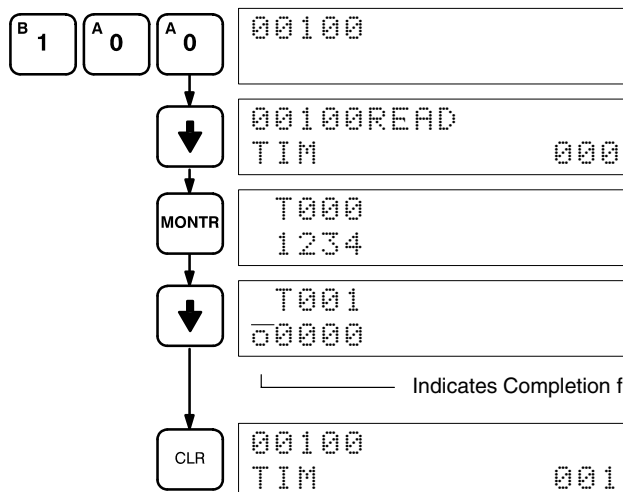 B 1 A 0 A 0 00100
00100READ
TIM 000
MONTR T000
1234
T001
o0000
Indicates Completion f
CLR 00100
TIM 001